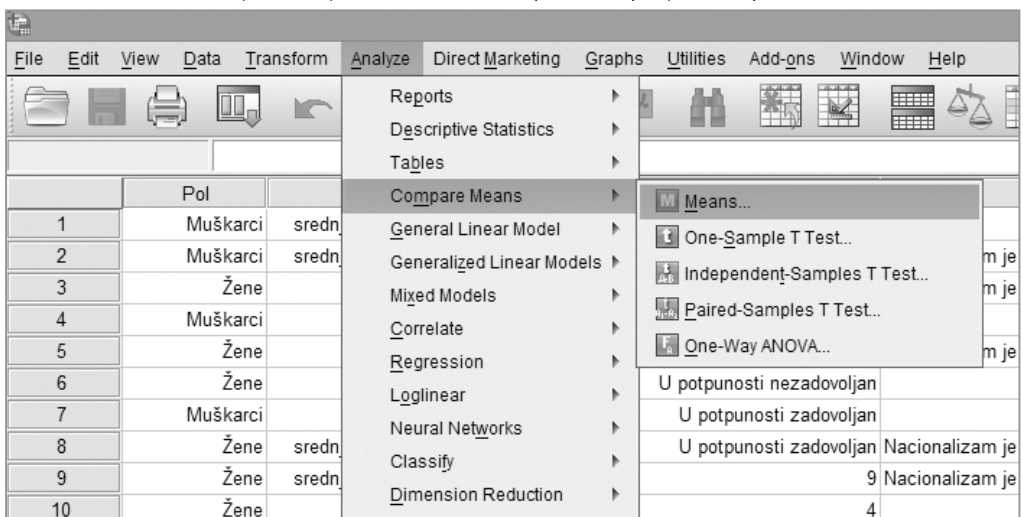 File Edit View Data Transform Analyze Direct Marketing Graphs Utilities Add-ons Window Help
Reports
Descriptive Statistics
Tables
Compare Means
General Linear Model
Generalized Linear Models
Mixed Models
Correlate
Regression
Loglinear
Neural Networks
Classify
Dimension Reduction
Means...
One-Sample T Test...
Independent-Samples T Test...
Paired-Samples T Test...
One-Way ANOVA...
Pol
1 Muškarci
2 Muškarci m je
3 Žene m je
4 Muškarci
5 Žene m je
6 Žene U potpunosti nezadovoljan
7 Muškarci U potpunosti zadovoljan
8 Žene U potpunosti zadovoljan Nacionalizam je
9 Žene 9 Nacionalizam je
10 Žene 4